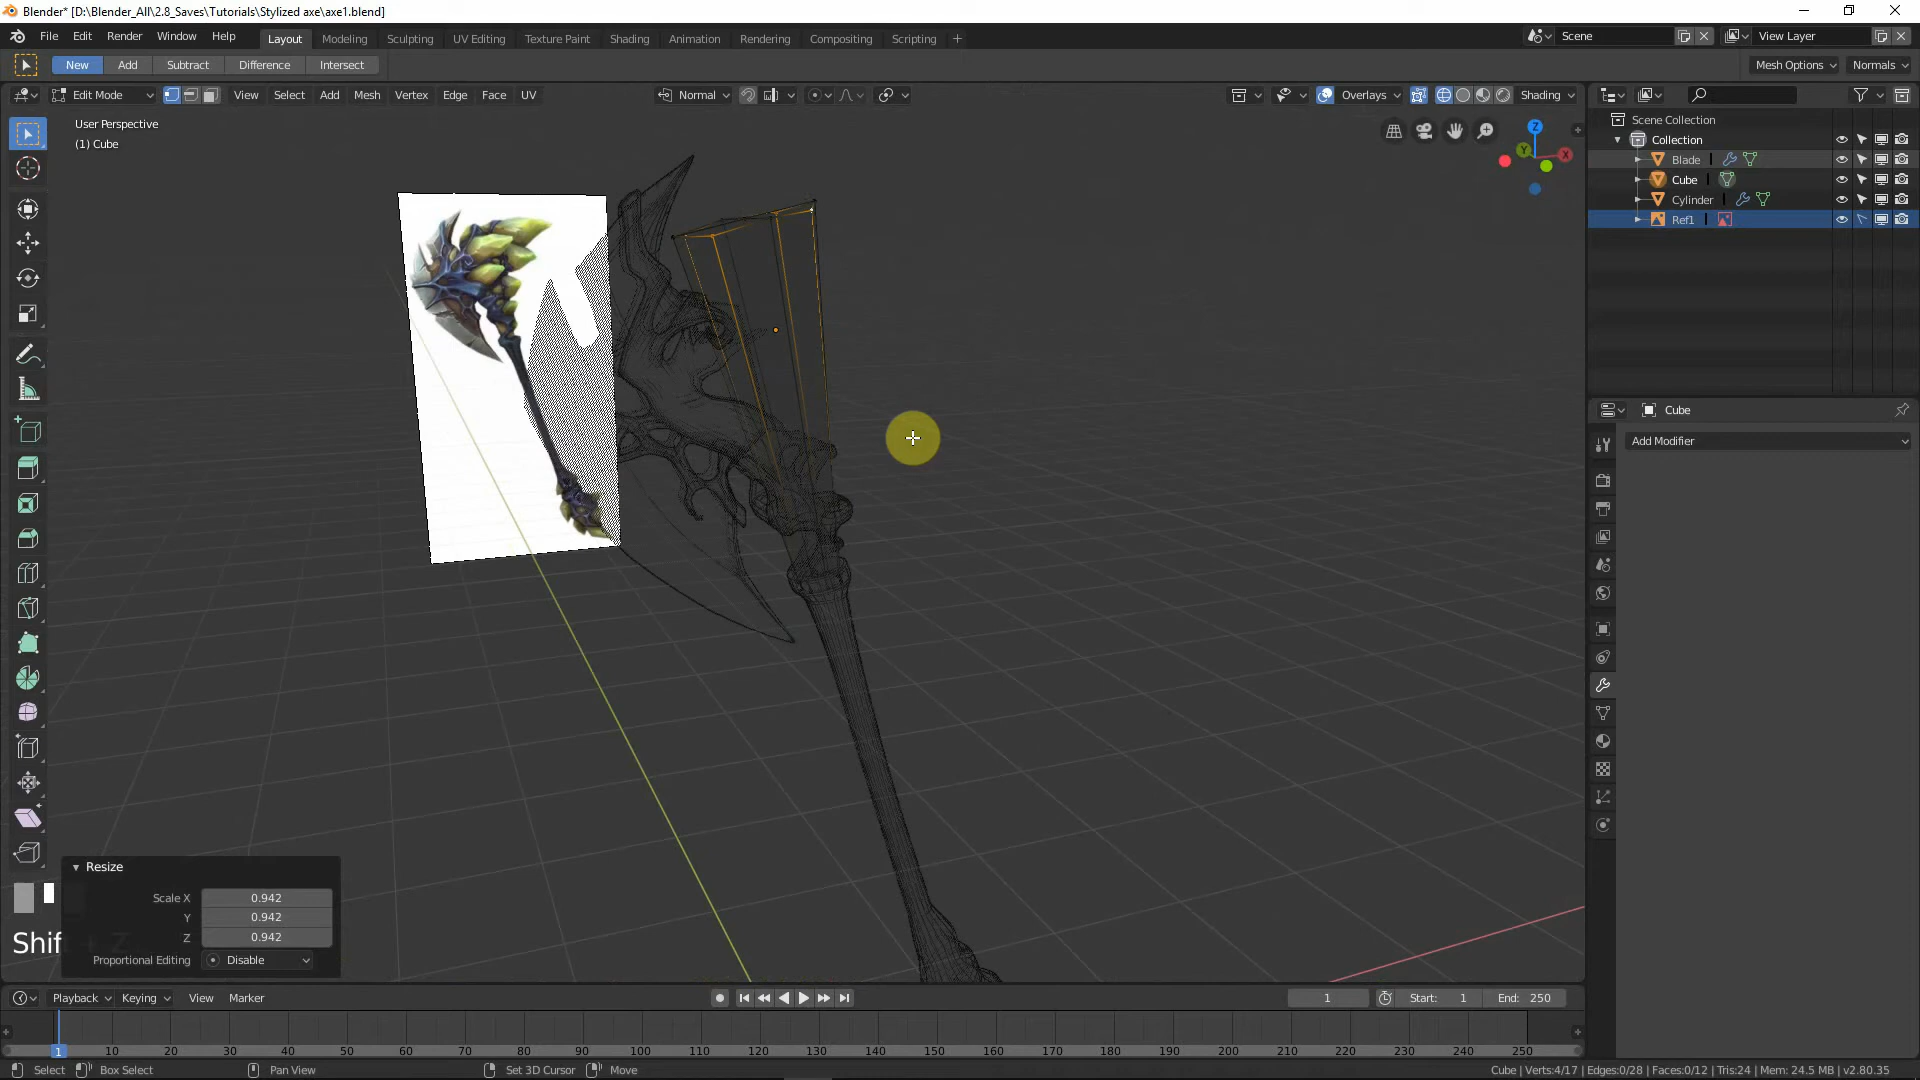 Blender* [D:\Blender_All\2.8_Saves\Tutorials\Stylized axe\axe1.blend]
File Edit Render Window Help Layout Modeling Sculpting UV Editing Texture Paint Shading Animation Rendering Compositing Scripting + Scene View Layer
New Add Subtract Difference Intersect Mesh Options Normals
Edit Mode View Select Add Mesh Vertex Edge Face UV Normal Overlays Shading
User Perspective
(1) Cube
Z
Y
X
Scene Collection
Collection
Blade
Cube
Cylinder
Ref1
Cube
Add Modifier
Resize
Scale X 0.942
Y 0.942
Z 0.942
Proportional Editing Disable
Shift + Z
Playback Keying View Marker 1 Start: 1 End: 250
1 10 20 30 40 50 60 70 80 90 100 110 120 130 140 150 160 170 180 190 200 210 220 230 240 250
Select Box Select Pan View Set 3D Cursor Move Cube | Verts:4/17 | Edges:0/28 | Faces:0/12 | Tris:24 | Mem: 24.5 MB | v2.80.35